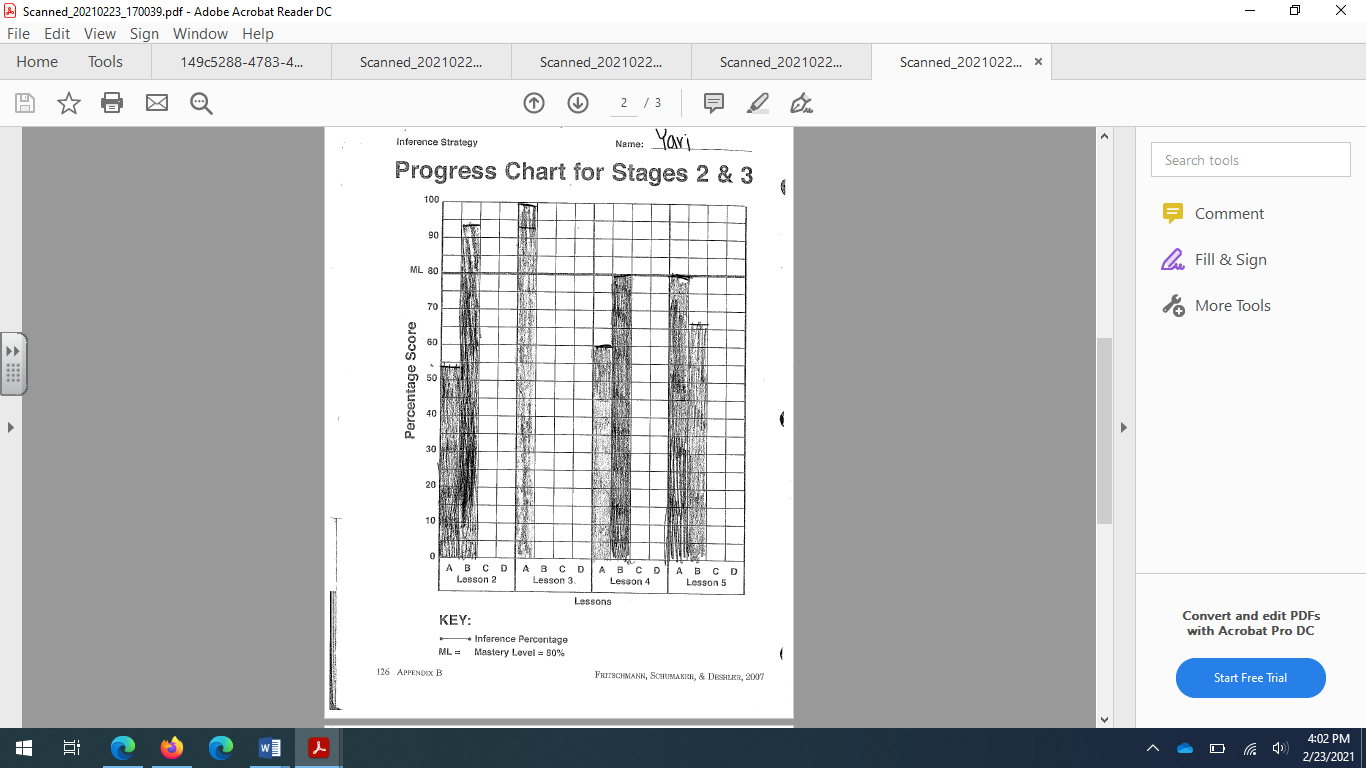 Scanned_20210223_170039.pdf - Adobe Acrobat Reader DC
File Edit View Sign Window Help
Home Tools 149c5288-4783-4... Scanned_2021022... Scanned_2021022... Scanned_2021022... Scanned_2021022...
2 / 3
Inference Strategy Name: Yari
Progress Chart for Stages 2 & 3
100
90
ML 80
70
60
50
40
30
20
10
0
Percentage Score
A B C D A B C D A B C D A B C D
Lesson 2 Lesson 3. Lesson 4 Lesson 5
Lessons
KEY:
Inference Percentage
ML = Mastery Level = 80%
126 APPENDIX B FRITSCHMANN, SCHUMAKER, & DESHLER, 2007
Search tools
Comment
Fill & Sign
More Tools
Convert and edit PDFs
with Acrobat Pro DC
Start Free Trial
4:02 PM
2/23/2021